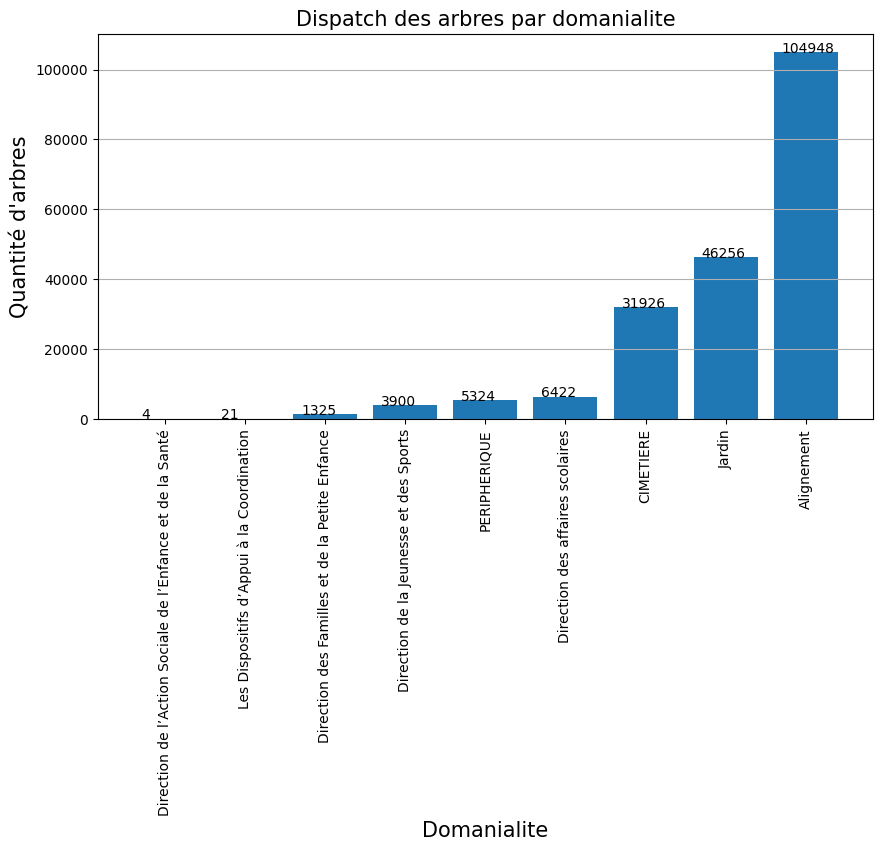 Dispatch des arbres par domanialite
Quantité d'arbres
100000
80000
60000
40000
20000
0
4
21
1325
3900
5324
6422
31926
46256
104948
Direction de l’Action Sociale de l’Enfance et de la Santé
Les Dispositifs d’Appui à la Coordination
Direction des Familles et de la Petite Enfance
Direction de la Jeunesse et des Sports
PERIPHERIQUE
Direction des affaires scolaires
CIMETIERE
Jardin
Alignement
Domanialite